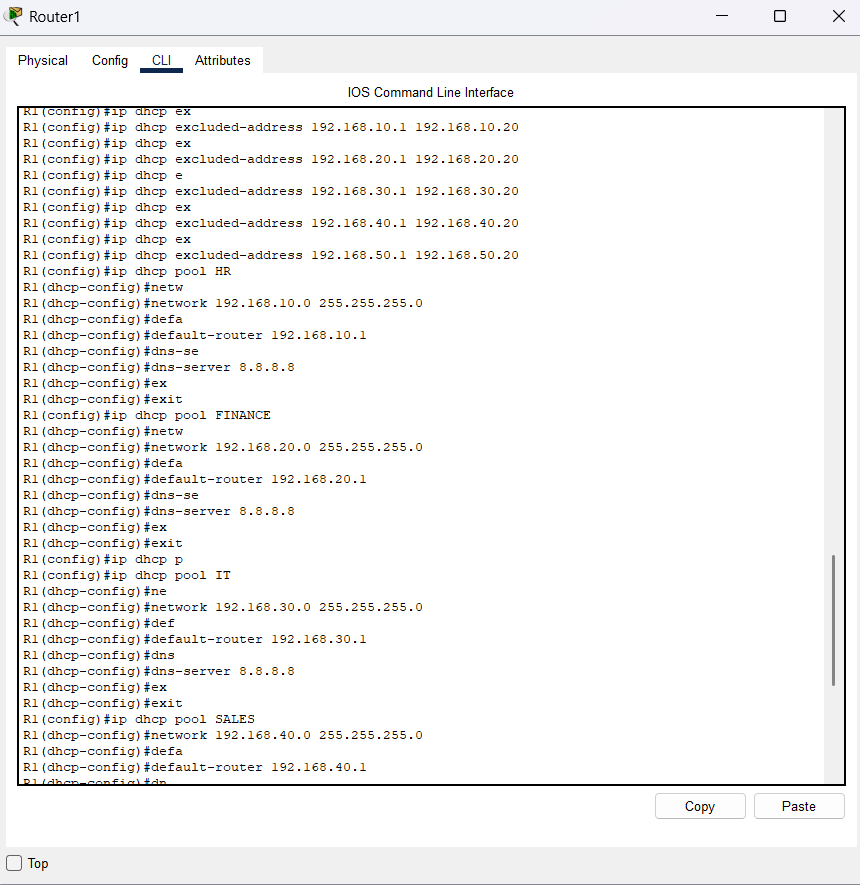 Router1
Physical Config CLI Attributes
IOS Command Line Interface
R1(config)#ip dhcp ex
R1(config)#ip dhcp excluded-address 192.168.10.1 192.168.10.20
R1(config)#ip dhcp ex
R1(config)#ip dhcp excluded-address 192.168.20.1 192.168.20.20
R1(config)#ip dhcp e
R1(config)#ip dhcp excluded-address 192.168.30.1 192.168.30.20
R1(config)#ip dhcp ex
R1(config)#ip dhcp excluded-address 192.168.40.1 192.168.40.20
R1(config)#ip dhcp ex
R1(config)#ip dhcp excluded-address 192.168.50.1 192.168.50.20
R1(config)#ip dhcp pool HR
R1(dhcp-config)#netw
R1(dhcp-config)#network 192.168.10.0 255.255.255.0
R1(dhcp-config)#defa
R1(dhcp-config)#default-router 192.168.10.1
R1(dhcp-config)#dns-se
R1(dhcp-config)#dns-server 8.8.8.8
R1(dhcp-config)#ex
R1(dhcp-config)#exit
R1(config)#ip dhcp pool FINANCE
R1(dhcp-config)#netw
R1(dhcp-config)#network 192.168.20.0 255.255.255.0
R1(dhcp-config)#defa
R1(dhcp-config)#default-router 192.168.20.1
R1(dhcp-config)#dns-se
R1(dhcp-config)#dns-server 8.8.8.8
R1(dhcp-config)#ex
R1(dhcp-config)#exit
R1(config)#ip dhcp p
R1(config)#ip dhcp pool IT
R1(dhcp-config)#ne
R1(dhcp-config)#network 192.168.30.0 255.255.255.0
R1(dhcp-config)#def
R1(dhcp-config)#default-router 192.168.30.1
R1(dhcp-config)#dns
R1(dhcp-config)#dns-server 8.8.8.8
R1(dhcp-config)#ex
R1(dhcp-config)#exit
R1(config)#ip dhcp pool SALES
R1(dhcp-config)#network 192.168.40.0 255.255.255.0
R1(dhcp-config)#defa
R1(dhcp-config)#default-router 192.168.40.1
R1(dhcp-config)#dn
Copy Paste
Top